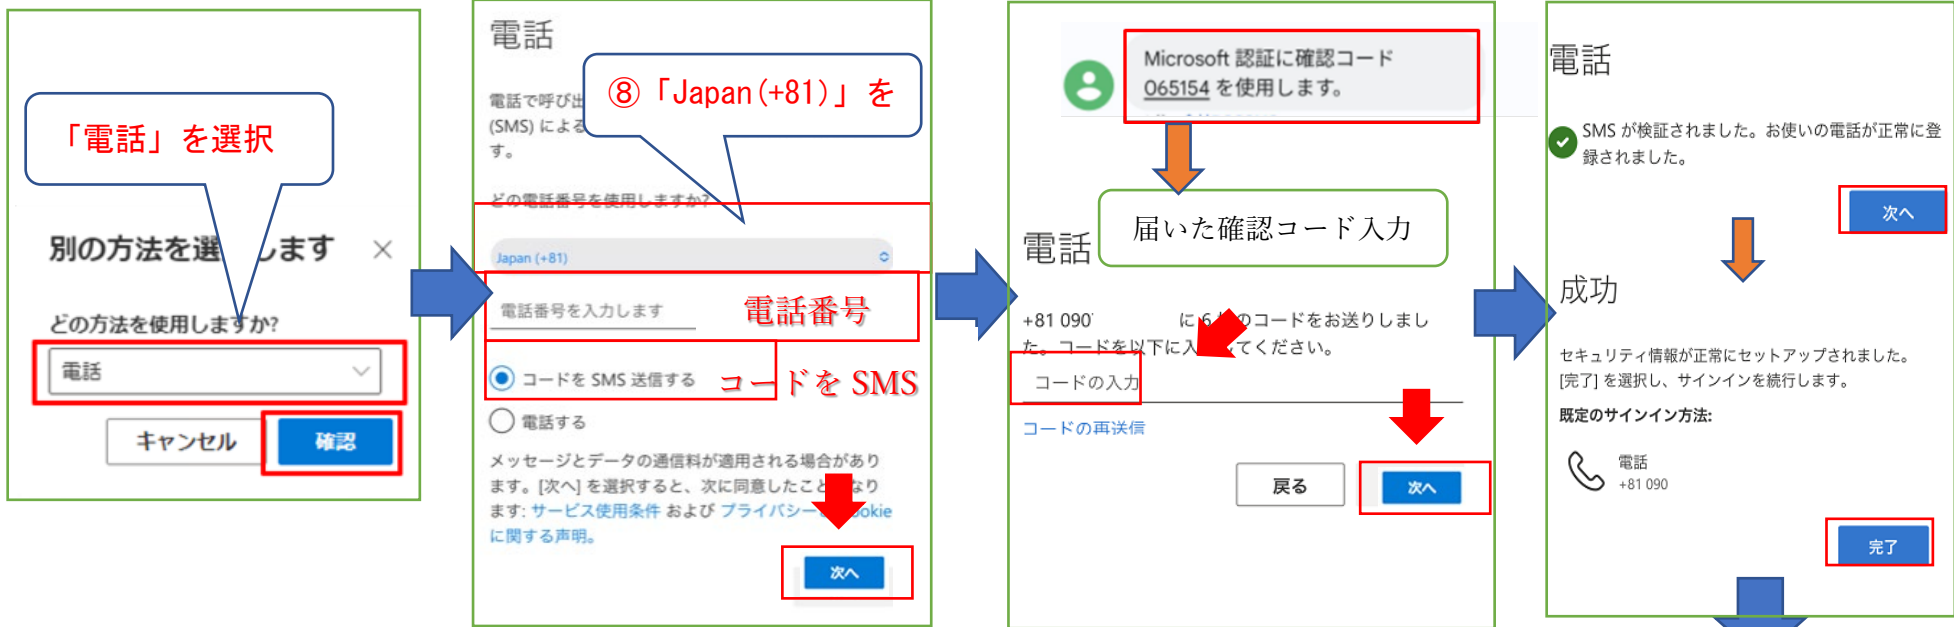 「電話」を選択
別の方法を選
します
どの方法を使用しますか?
電話
キャンセル
確認
電話
⑧「Japan(+81)」を
電話で呼び出
(SMS) による
す。
どの電話番号を使用しますか?
Japan (+81)
電話番号を入力します
電話番号
コードを SMS 送信する
コードを SMS
電話する
メッセージとデータの通信料が適用される場合があり
ます。[次へ] を選択すると、次に同意したこと
なり
ます: サービス使用条件 および プライバシー
ookie
に関する声明。
次へ
Microsoft 認証に確認コード
065154 を使用します。
届いた確認コード入力
電話
+81 090
に 6
のコードをお送りしまし
た。コードを以下に入
してください。
コードの入力
コードの再送信
戻る
次へ
電話
SMS が検証されました。お使いの電話が正常に登
録されました。
次へ
成功
セキュリティ情報が正常にセットアップされました。
[完了] を選択し、サインインを続行します。
既定のサインイン方法:
電話
+81 090
完了